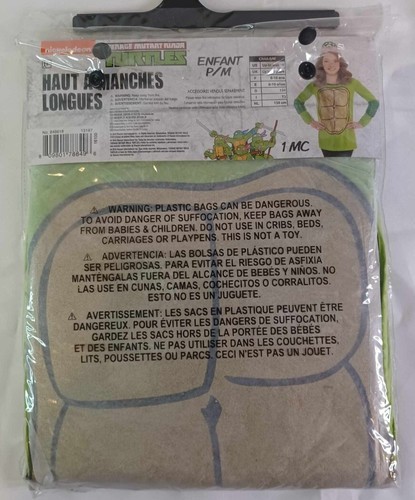 nickelodeon
TEENAGE MUTANT NINJA
TURTLES
HAUT À MANCHES
LONGUES
ENFANT
P/M
1 MC
WARNING: PLASTIC BAGS CAN BE DANGEROUS.
TO AVOID DANGER OF SUFFOCATION, KEEP BAGS AWAY
FROM BABIES & CHILDREN. DO NOT USE IN CRIBS, BEDS,
CARRIAGES OR PLAYPENS. THIS IS NOT A TOY.
ADVERTENCIA: LAS BOLSAS DE PLÁSTICO PUEDEN
SER PELIGROSAS. PARA EVITAR EL RIESGO DE ASFIXIA
MANTÉNGALAS FUERA DEL ALCANCE DE BEBÉS Y NIÑOS. NO
LAS USE EN CUNAS, CAMAS, COCHECITOS O CORRALITOS.
ESTO NO ES UN JUGUETE.
AVERTISSEMENT: LES SACS EN PLASTIQUE PEUVENT ÊTRE
DANGEREUX. POUR ÉVITER LES DANGERS DE SUFFOCATION,
GARDEZ LES SACS HORS DE LA PORTÉE DES BÉBÉS
ET DES ENFANTS. NE PAS UTILISER DANS LES COUCHETTES,
LITS, POUSSETTES OU PARCS. CECI N'EST PAS UN JOUET.